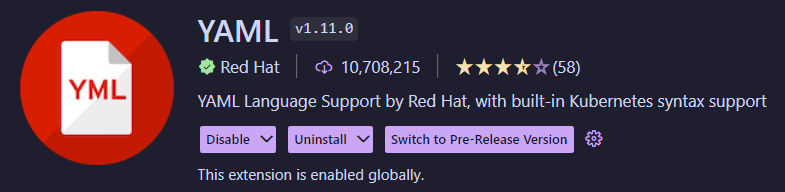 YML
YAML v1.11.0
Red Hat 10,708,215 (58)
YAML Language Support by Red Hat, with built-in Kubernetes syntax support
Disable Uninstall Switch to Pre-Release Version
This extension is enabled globally.